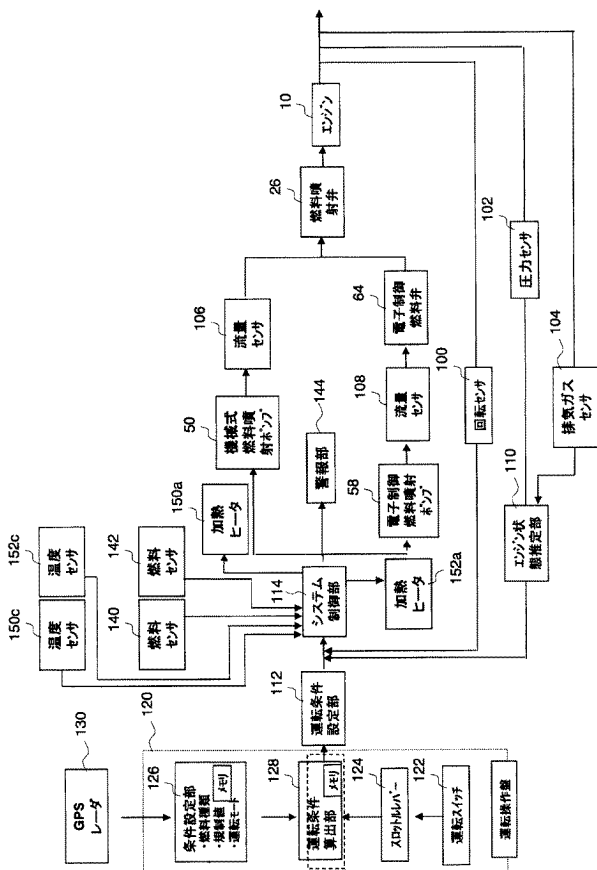 130
GPS
レーダ
120
126
条件設定部
・燃料種類
・規制値
・運転モード
メモリ
128
運転条件
算出部
メモリ
124
スロットルレバー
122
運転スイッチ
運転操作盤
112
運転条件
設定部
150c
温度
センサ
152c
温度
センサ
140
燃料
センサ
142
燃料
センサ
114
システム
制御部
150a
加熱
ヒータ
144
警報部
152a
加熱
ヒータ
50
機械式
燃料噴
射ポンプ
106
流量
センサ
58
電子制御
燃料噴射
ポンプ
108
流量
センサ
64
電子制御
燃料弁
26
燃料噴
射弁
10
エンジン
100
回転センサ
102
圧力センサ
104
排気ガス
センサ
110
エンジン状
態推定部